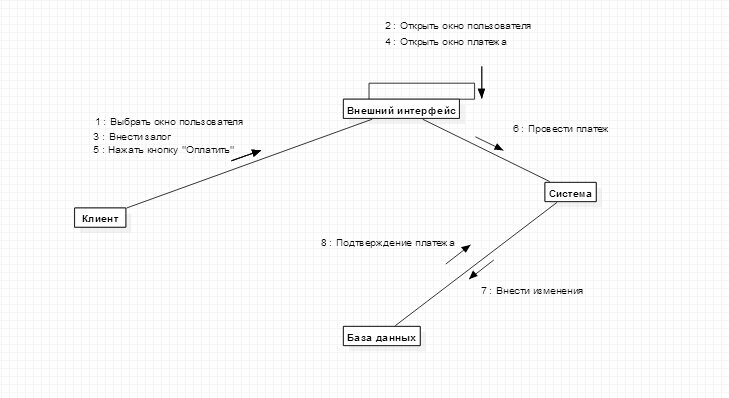 2 : Открыть окно пользователя
4 : Открыть окно платежа
Внешний интерфейс
1 : Выбрать окно пользователя
3 : Внести залог
5 : Нажать кнопку "Оплатить"
6 : Провести платеж
Система
Клиент
8 : Подтверждение платежа
7 : Внести изменения
База данных